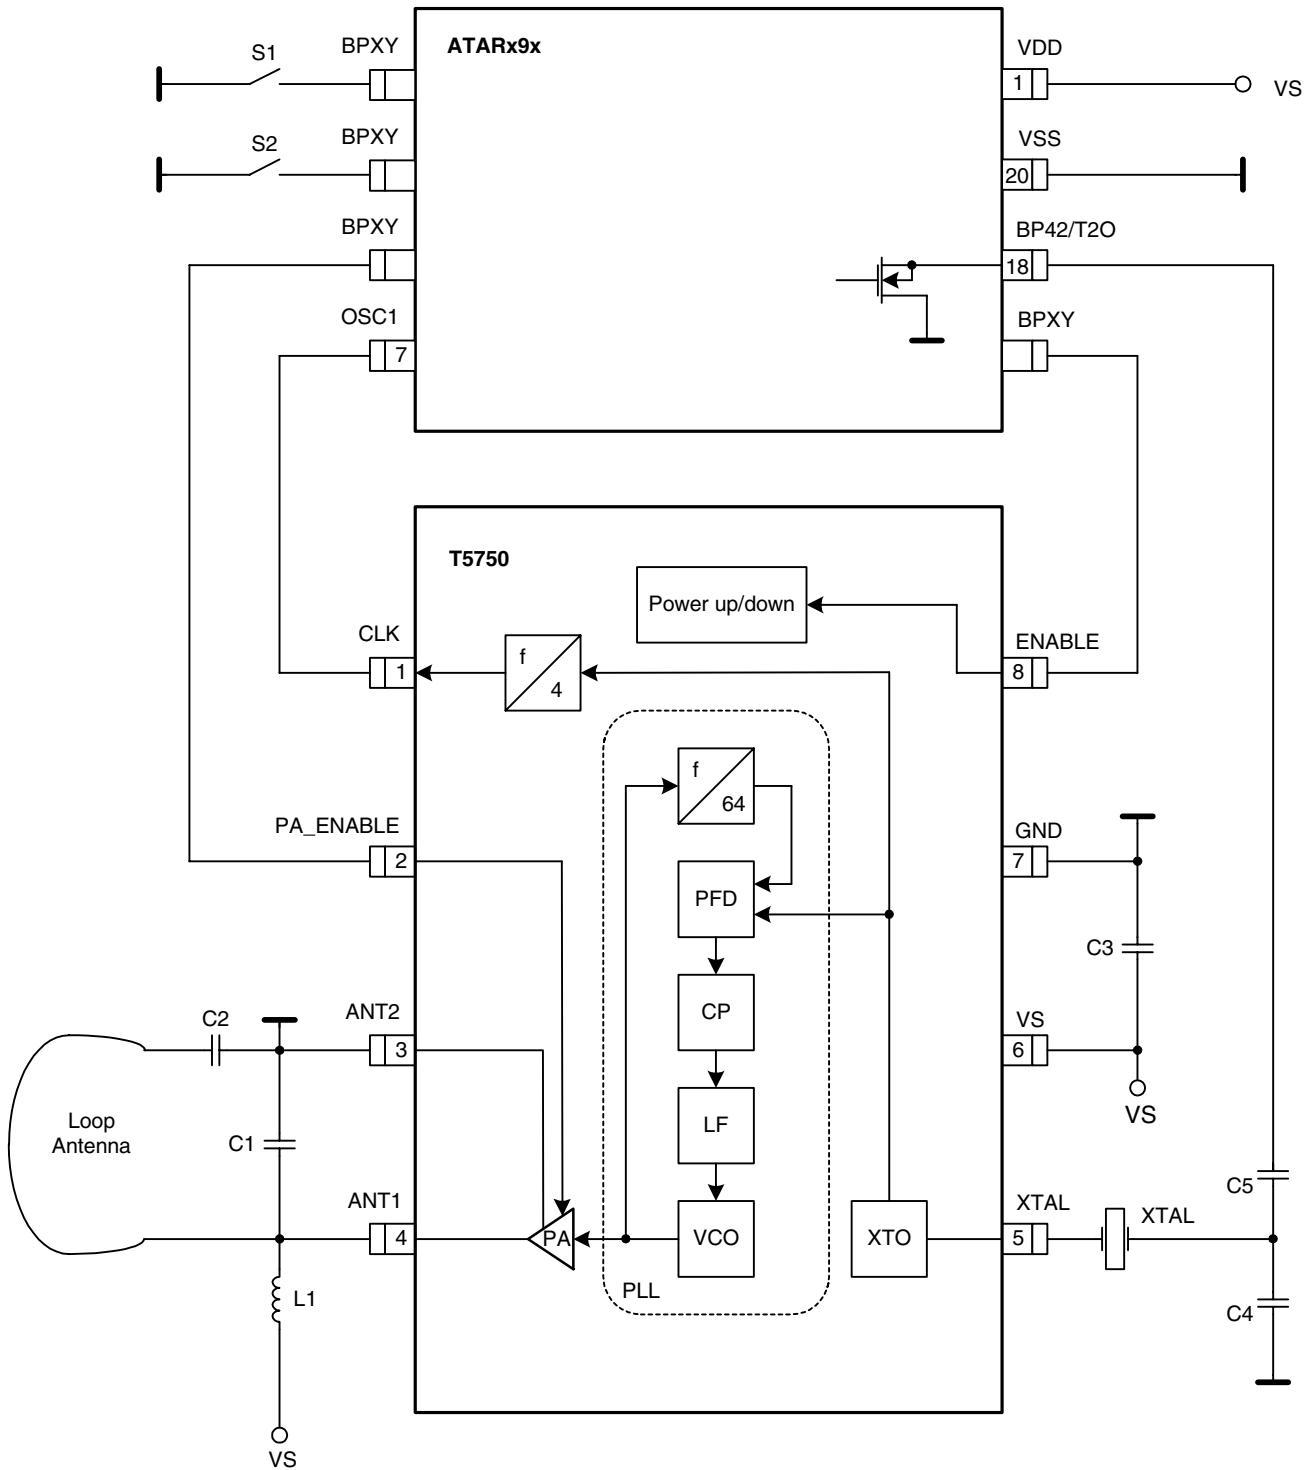 ATARx9x
BPXY
S1
VDD
1
VS
BPXY
S2
VSS
20
BPXY
BP42/T2O
18
OSC1
7
BPXY
T5750
Power up/down
CLK
1
f
4
ENABLE
8
f
64
PA_ENABLE
2
GND
7
PFD
C3
CP
ANT2
3
C2
VS
6
VS
Loop
Antenna
C1
LF
ANT1
4
PA
VCO
XTO
XTAL
5
XTAL
C5
PLL
L1
C4
VS